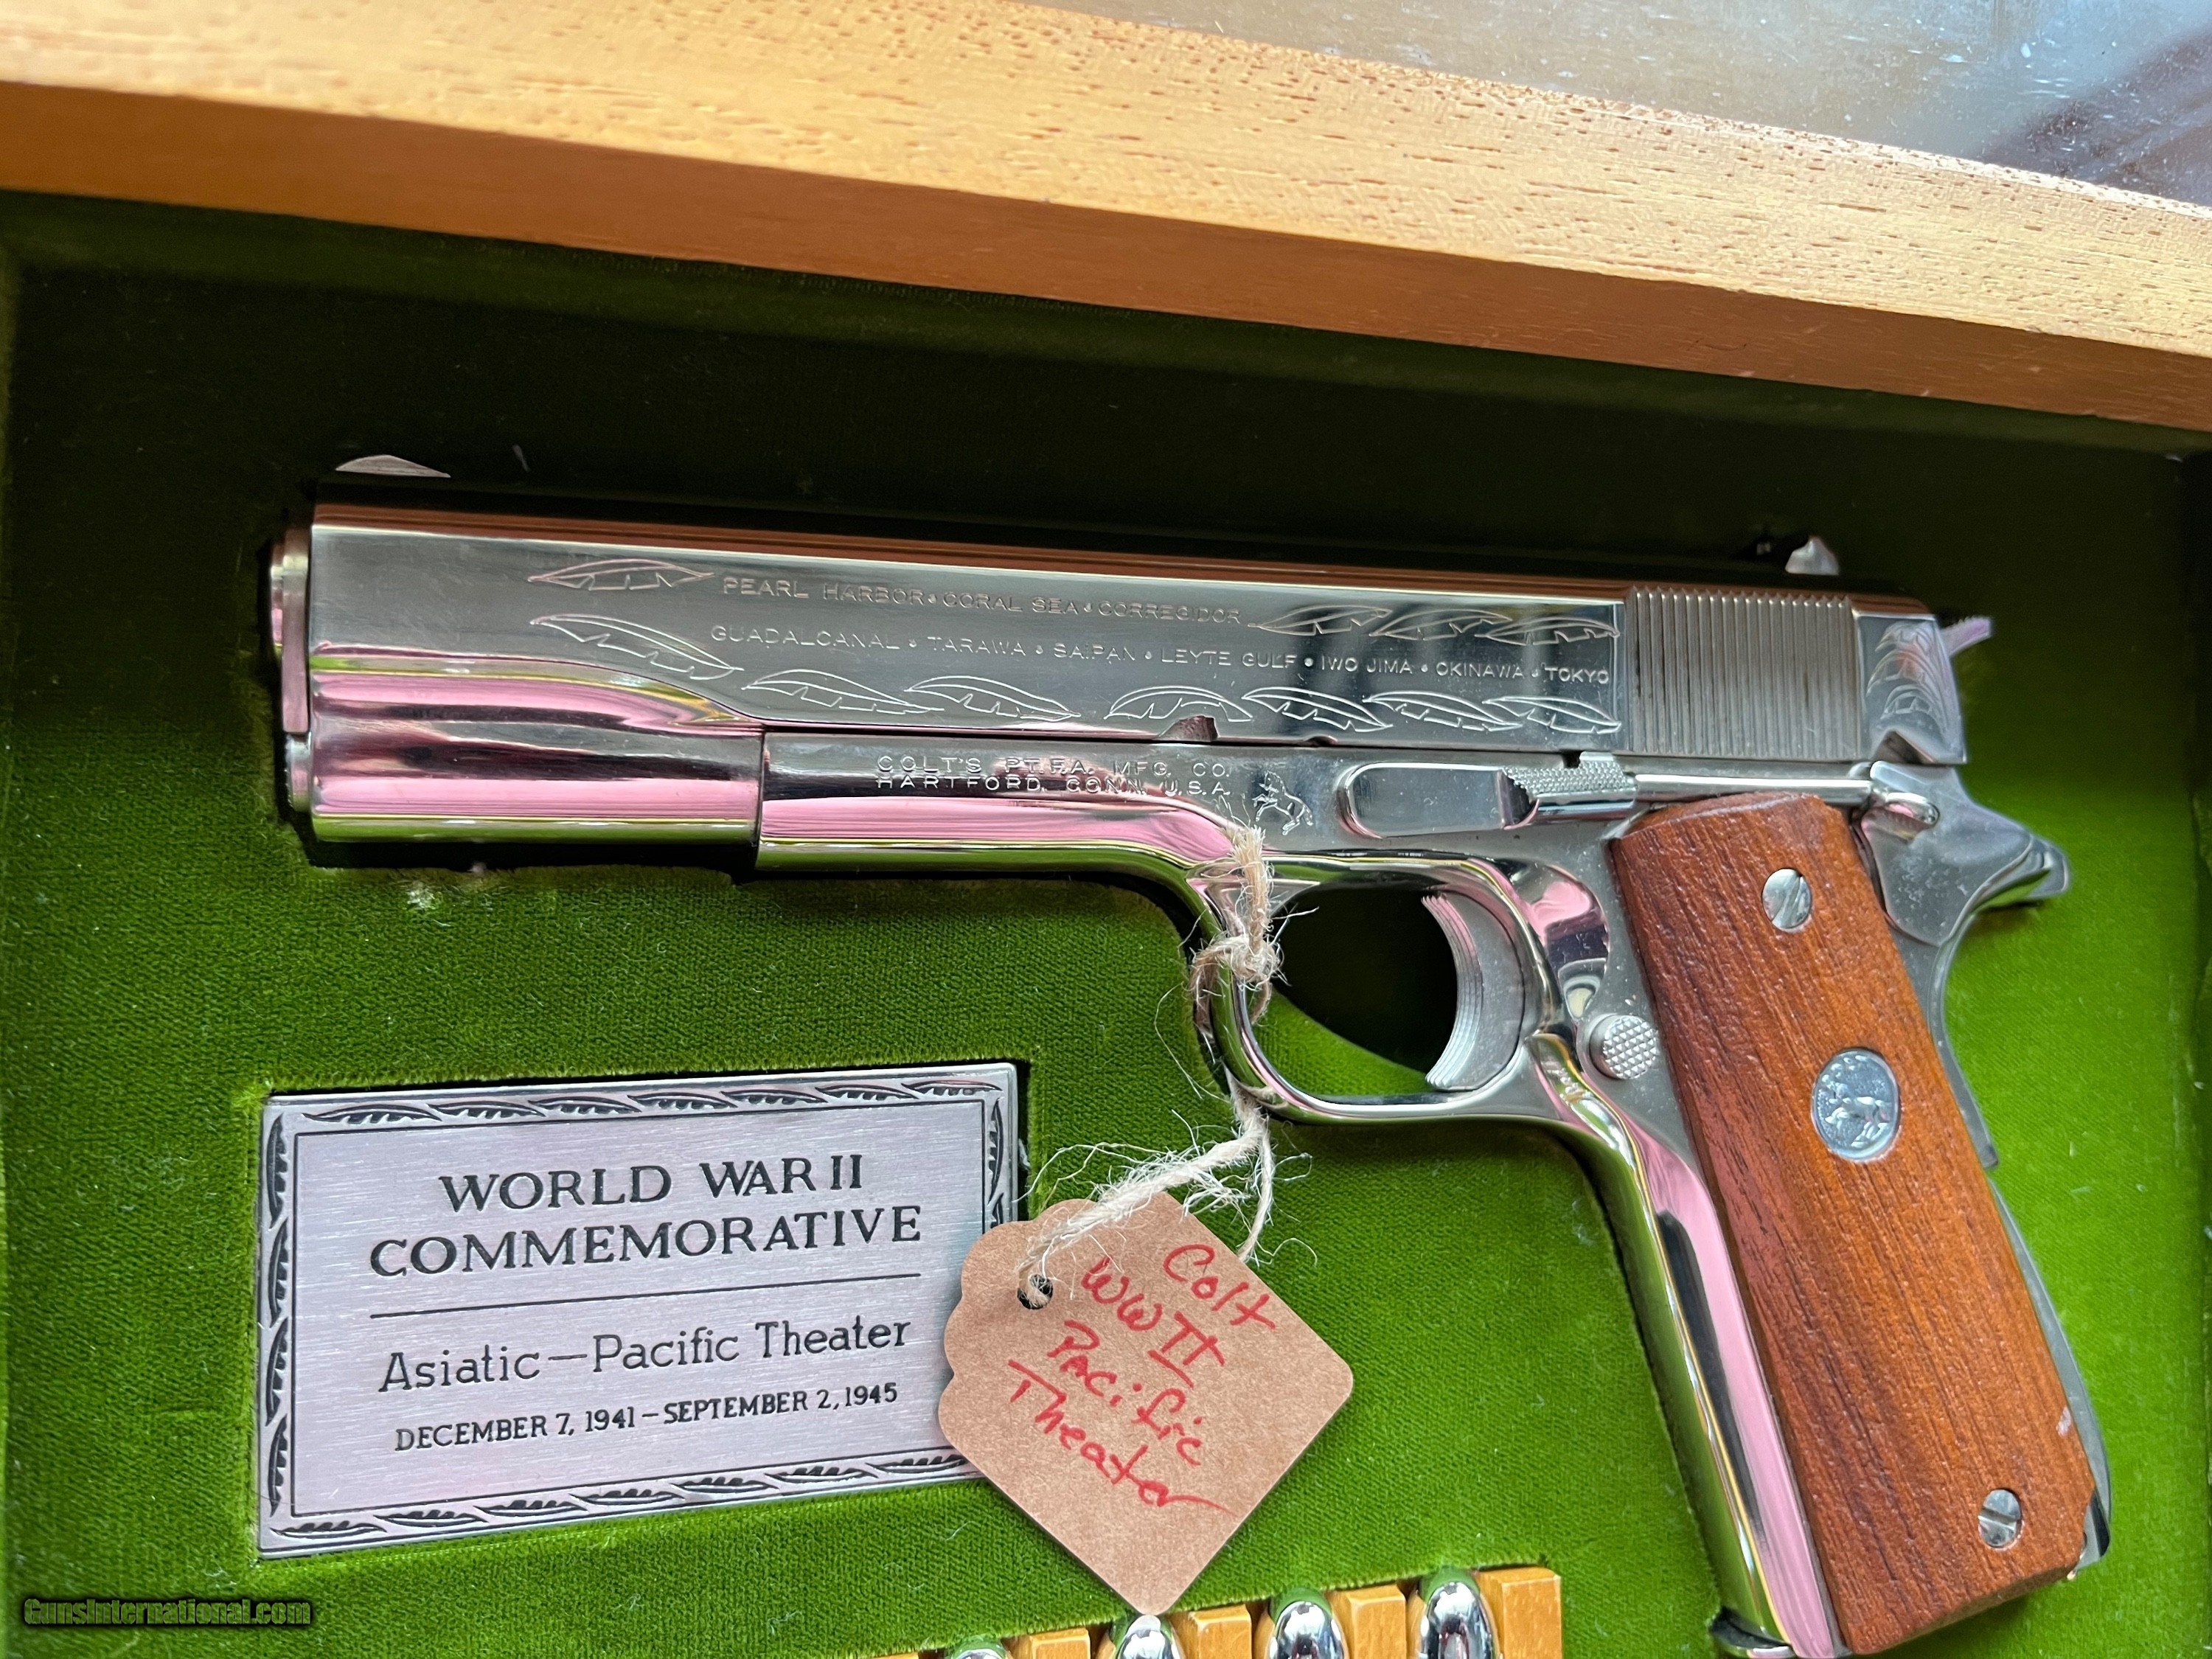 PEARL HARBOR • CORAL SEA • CORREGIDOR
GUADALCANAL • TARAWA • SAIPAN • LEYTE GULF • IWO JIMA • OKINAWA • TOKYO
COLT'S PT. F.A. MFG. CO.
HARTFORD, CONN. U.S.A.
WORLD WAR II
COMMEMORATIVE
Asiatic—Pacific Theater
DECEMBER 7, 1941 – SEPTEMBER 2, 1945
Colt
WWII
Pacific
Theater
GunsInternational.com